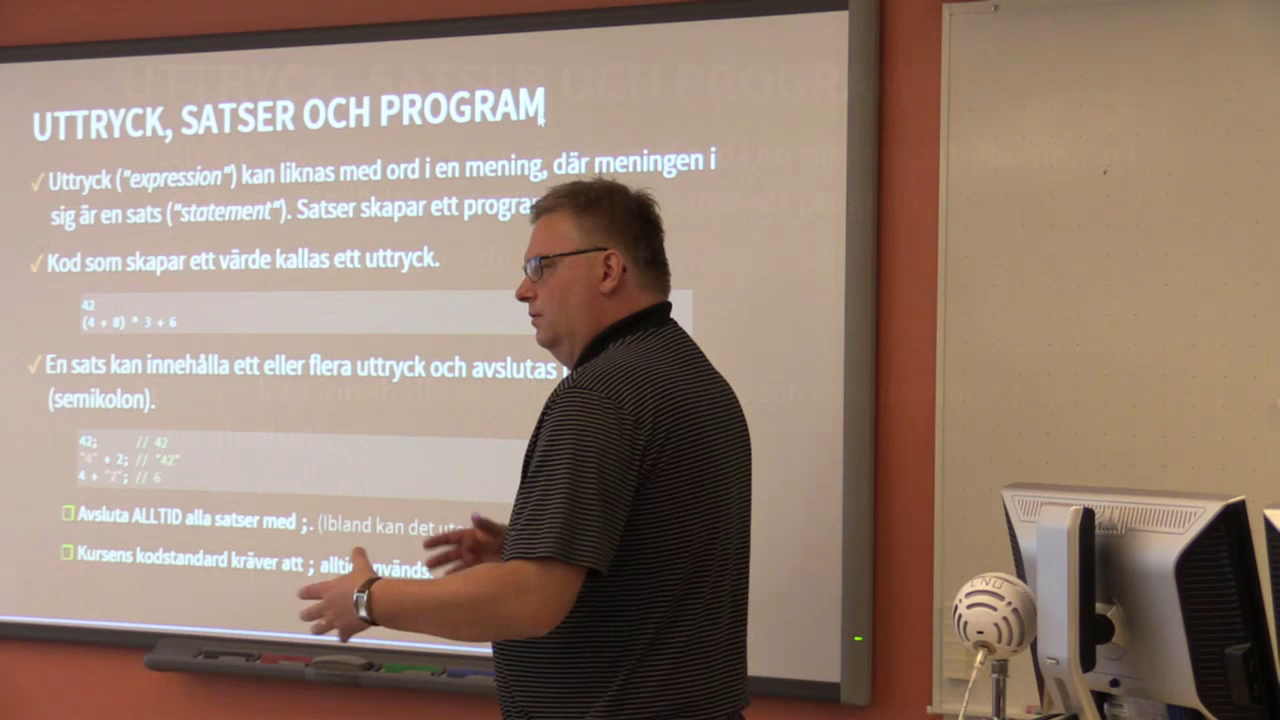 UTTRYCK, SATSER OCH PROGRAM
✓ Uttryck ("expression") kan liknas med ord i en mening, där meningen i
sig är en sats ("statement"). Satser skapar ett
✓ Kod som skapar ett värde kallas ett uttryck.
42
(4 + 8) * 3 + 6
✓ En sats kan innehålla ett eller flera uttryck och avslutas
(semikolon).
42; // 42
"4" + 2; // "42"
4 + "2"; // 6
Avsluta ALLTID alla satser med ;. (Ibland kan det
Kursens kodstandard kräver att ; alltid används.
LNU